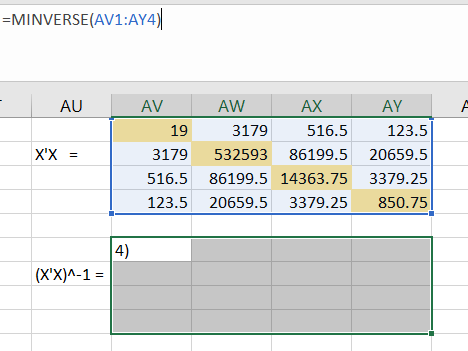 =MINVERSE(AV1:AY4)
AU AV AW AX AY
19 3179 516.5 123.5
X'X = 3179 532593 86199.5 20659.5
516.5 86199.5 14363.75 3379.25
123.5 20659.5 3379.25 850.75
4)
(X'X)^-1 =